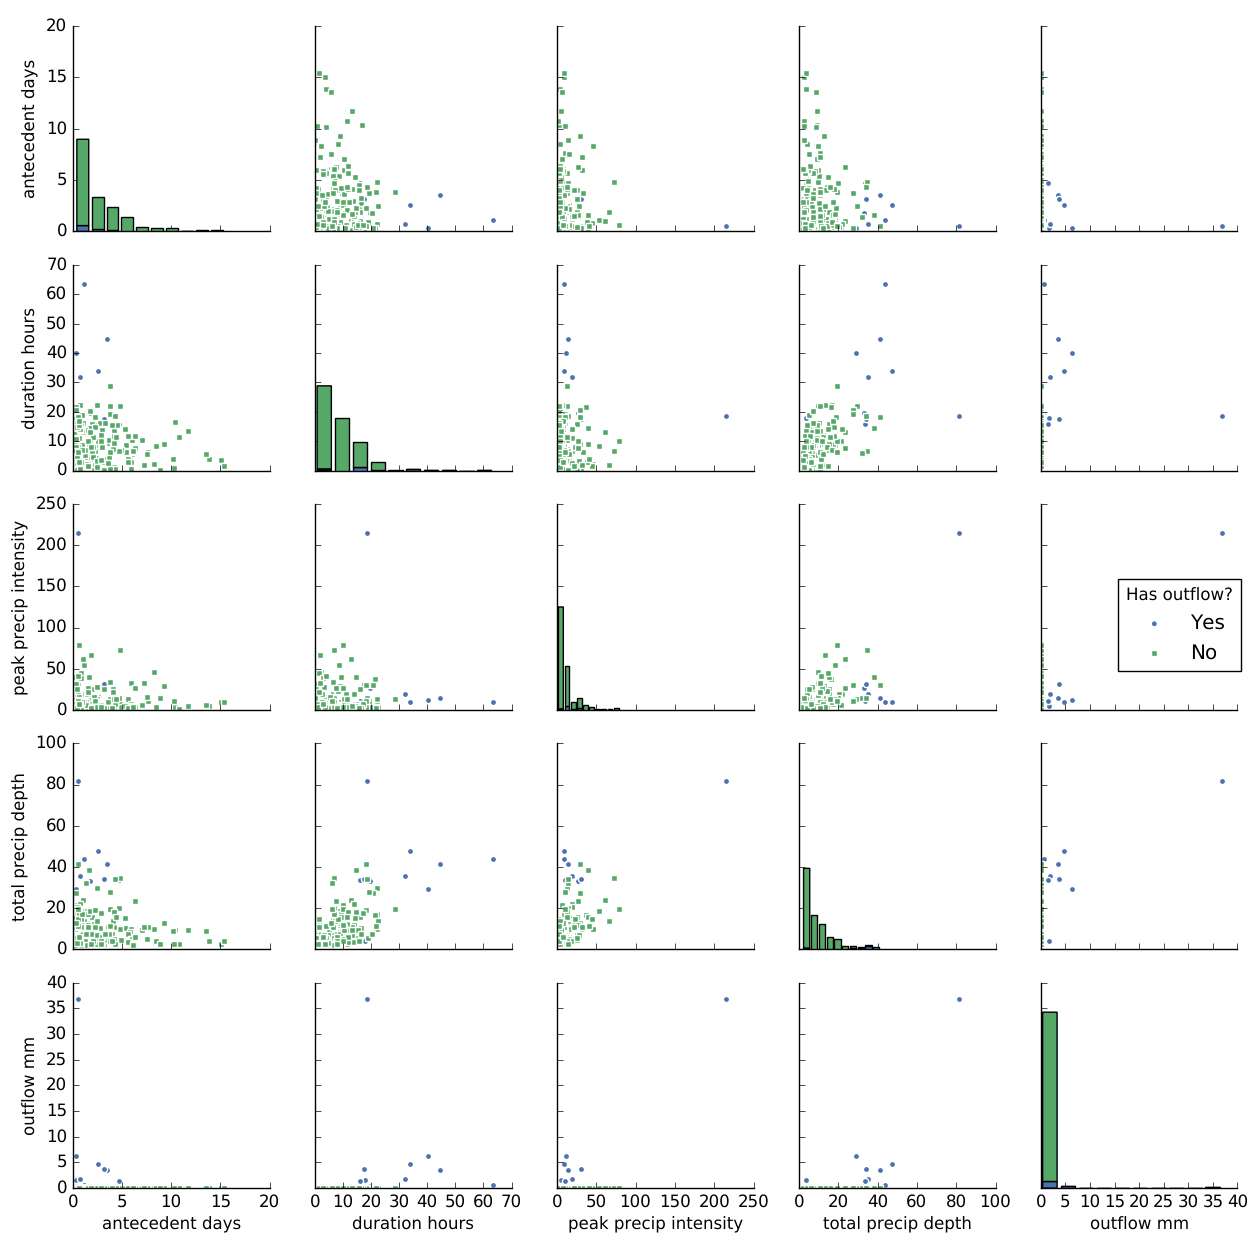 20
15
10
5
0
antecedent days
70
60
50
40
30
20
10
0
duration hours
250
200
150
100
50
0
peak precip intensity
Has outflow?
Yes
No
100
80
60
40
20
0
total precip depth
40
35
30
25
20
15
10
5
0
outflow mm
0 5 10 15 20
antecedent days
0 10 20 30 40 50 60 70
duration hours
0 50 100 150 200 250
peak precip intensity
0 20 40 60 80 100
total precip depth
0 5 10 15 20 25 30 35 40
outflow mm